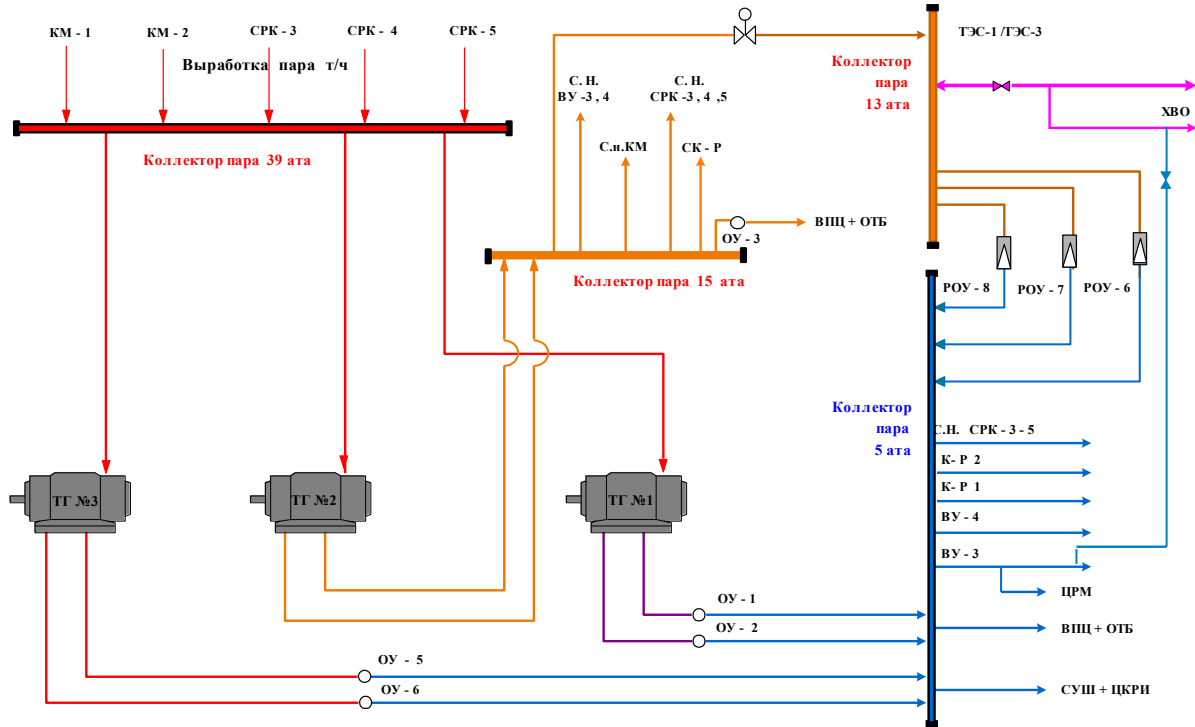 КМ - 1
КМ - 2
СРК - 3
СРК - 4
СРК - 5
Выработка пара т/ч
Коллектор пара 39 ата
С. Н.
ВУ -3 , 4
С. Н.
СРК -3, 4 ,5
С.н.КМ
СК - Р
ОУ - 3
ВПЦ + ОТБ
Коллектор пара 15 ата
Коллектор
пара
13 ата
ТЭС-1 /ТЭС-3
ХВО
РОУ - 8
РОУ - 7
РОУ - 6
Коллектор
пара
5 ата
С.Н. СРК - 3 - 5
К- Р 2
К- Р 1
ВУ - 4
ВУ - 3
ЦРМ
ВПЦ + ОТБ
СУШ + ЦКРИ
ТГ №3
ТГ №2
ТГ №1
ОУ - 1
ОУ - 2
ОУ - 5
ОУ - 6